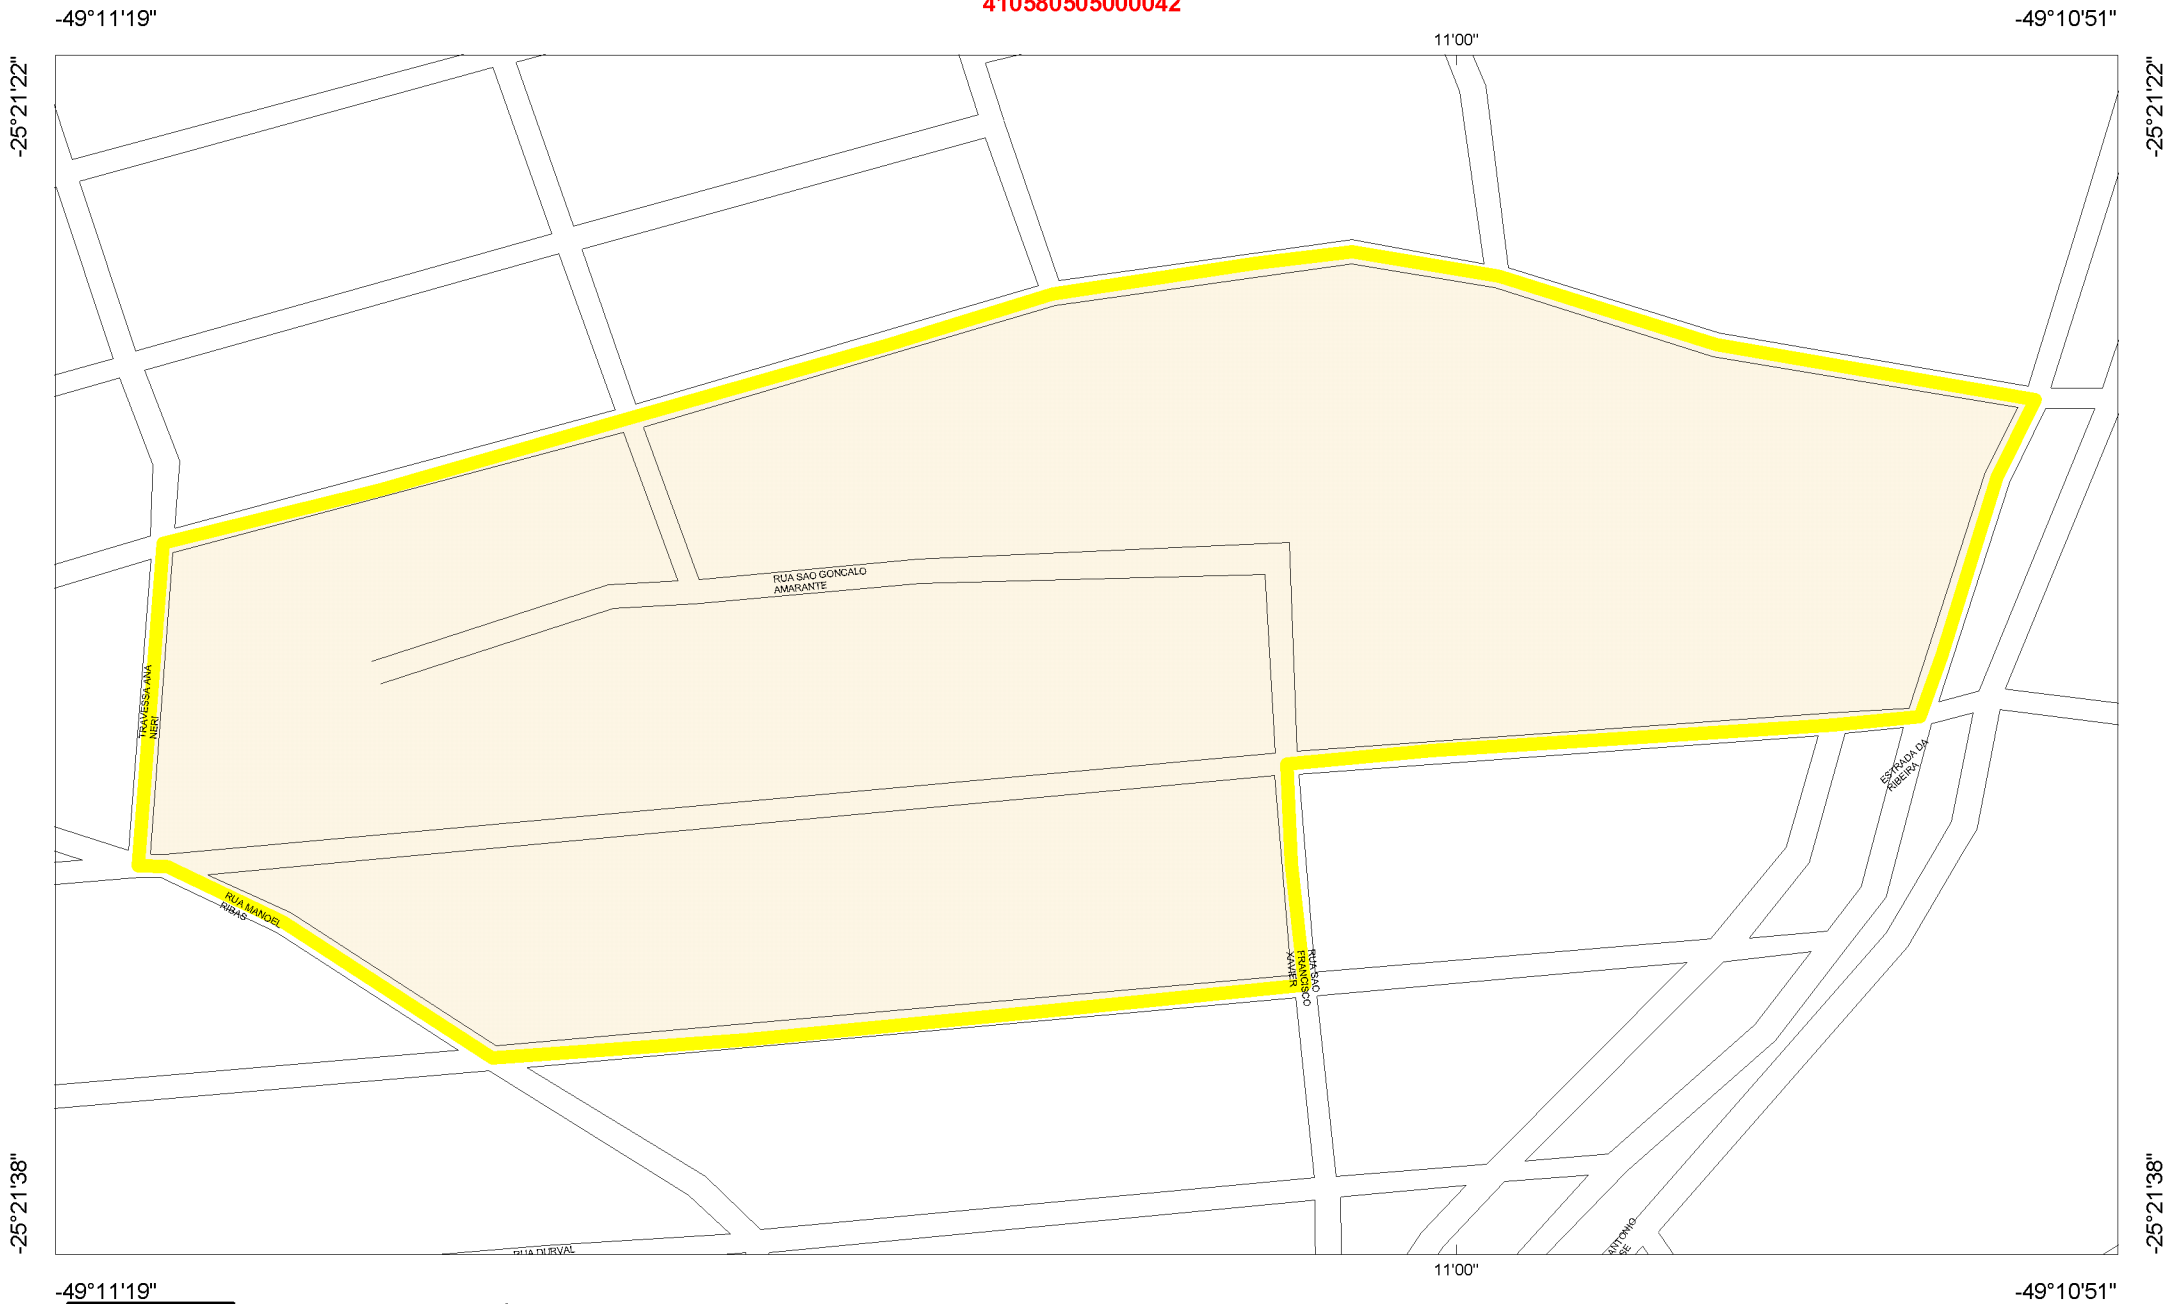 410580505000042
-49°11'19"
-49°10'51"
11'00"
-25°21'22"
-25°21'22"
RUA SAO GONCALO
AMARANTE
TRAVESSA ANA
NERI
ESTRADA DA
RIBEIRA
RUA MANOEL
RIBAS
RUA SAO
FRANCISCO
XAVIER
-25°21'38"
-25°21'38"
ANTONIO
SE
RUA DURVAL
11'00"
-49°11'19"
-49°10'51"